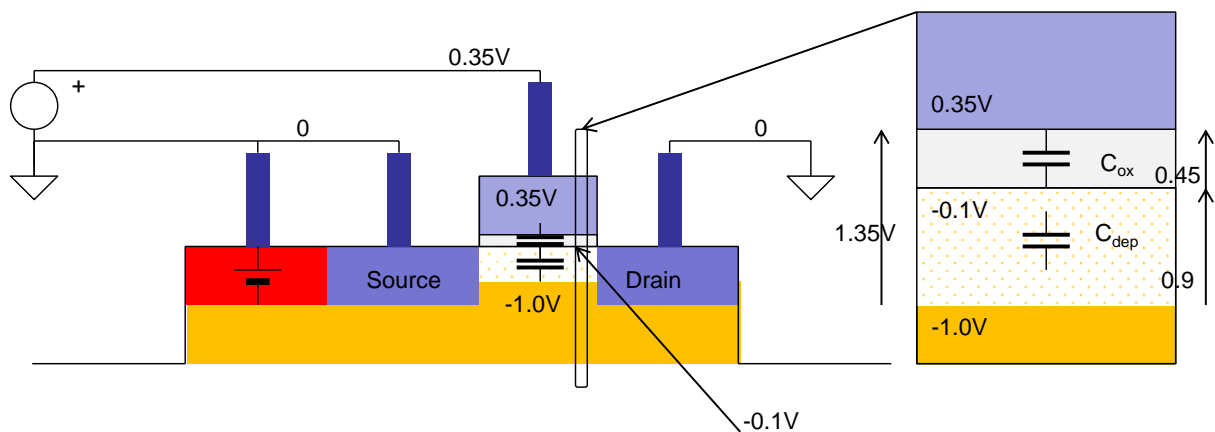 0.35V
+
0
0
0.35V
Source
Drain
-1.0V
-0.1V
0.35V
Cox
0.45
-0.1V
1.35V
Cdep
0.9
-1.0V